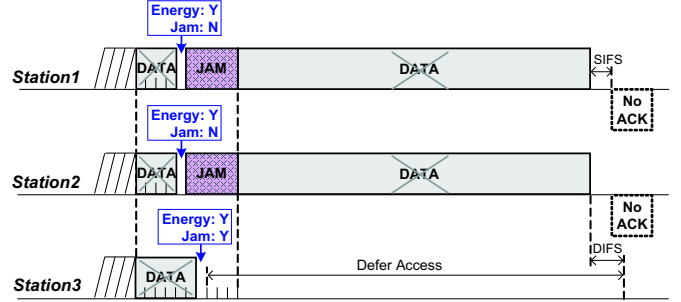 Energy: Y
Jam: N
Station1
DATA
JAM
DATA
SIFS
No
ACK
Energy: Y
Jam: N
Station2
DATA
JAM
DATA
No
ACK
Energy: Y
Jam: Y
DIFS
Station3
DATA
Defer Access